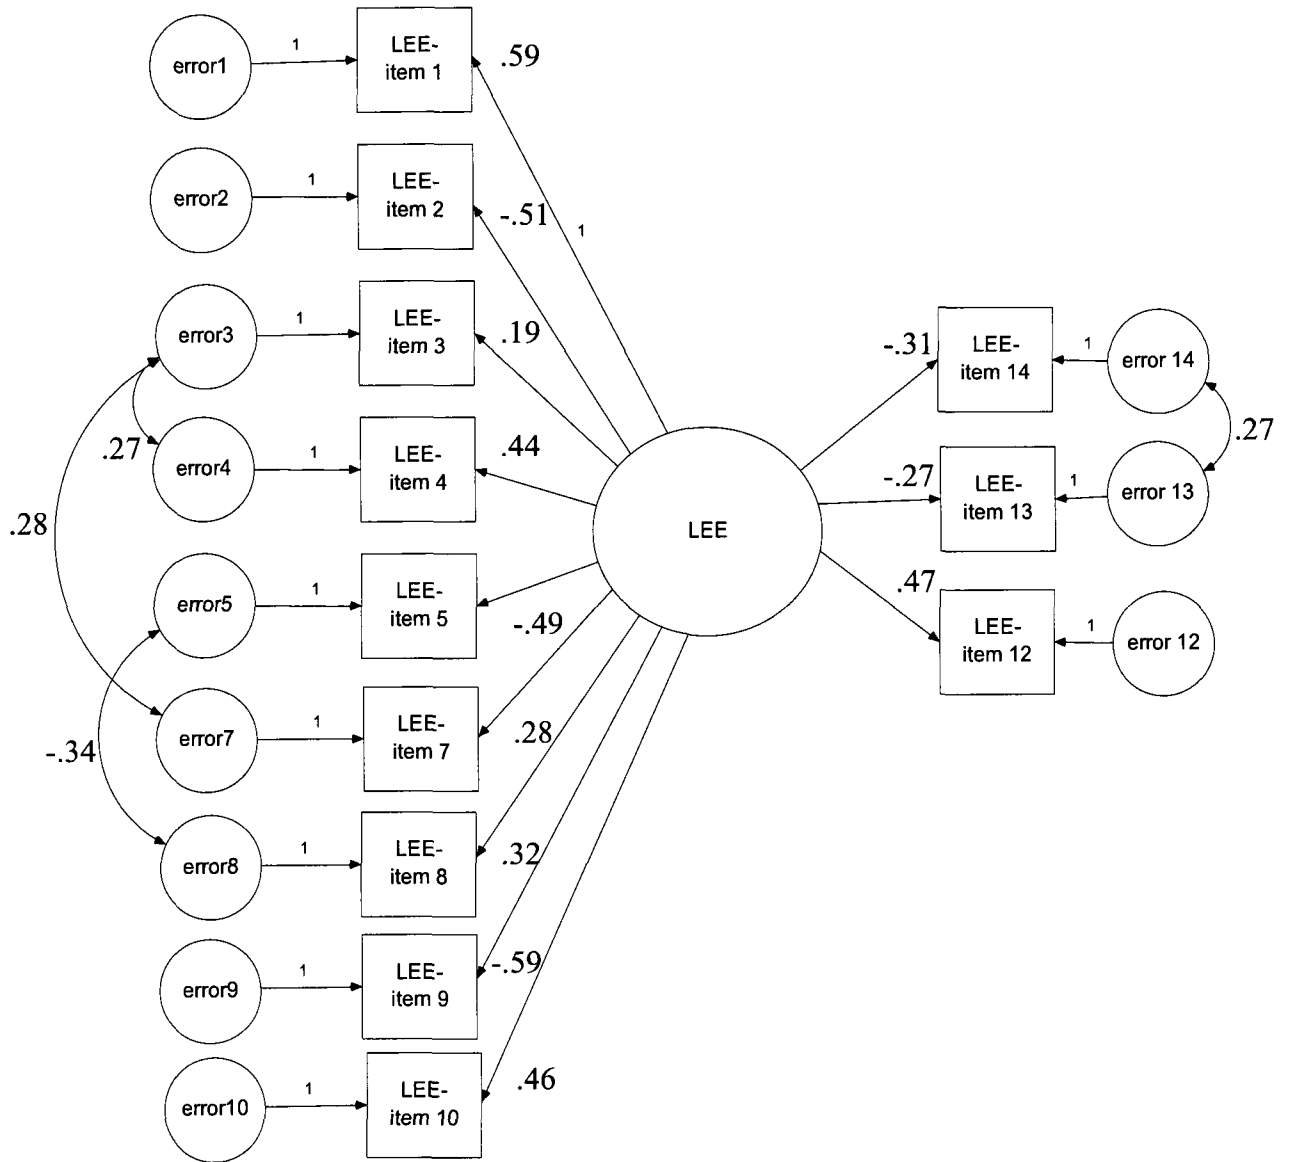 error1
1
LEE-
item 1
.59
error2
1
LEE-
item 2
-.51
1
error3
1
LEE-
item 3
.19
error4
1
LEE-
item 4
.44
.27
.28
error5
1
LEE-
item 5
-.49
error7
1
LEE-
item 7
.28
-.34
error8
1
LEE-
item 8
.32
error9
1
LEE-
item 9
-.59
error10
1
LEE-
item 10
.46
LEE
-.31
LEE-
item 14
1
error 14
.27
-.27
LEE-
item 13
1
error 13
.47
LEE-
item 12
1
error 12